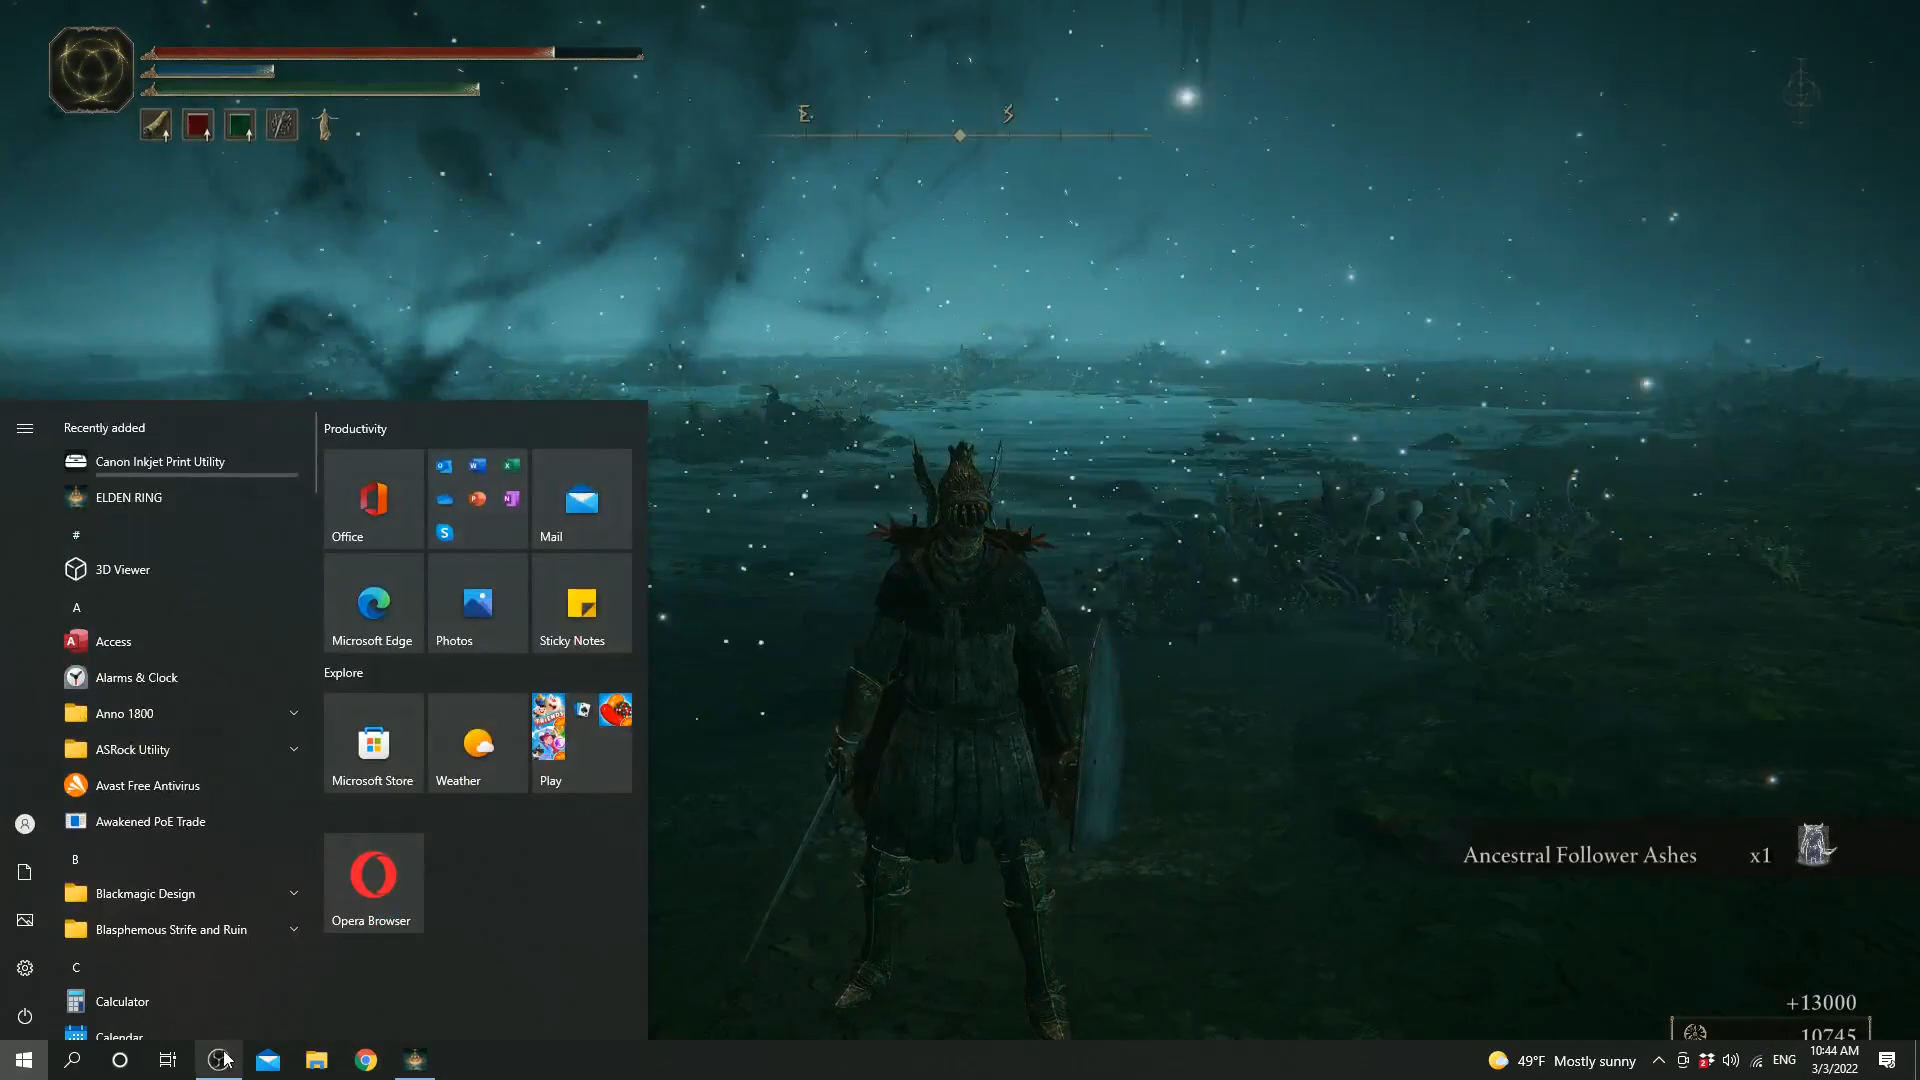 E.
S
Recently added
Canon Inkjet Print Utility
ELDEN RING
#
3D Viewer
A
Access
Alarms & Clock
Anno 1800
ASRock Utility
Avast Free Antivirus
Awakened PoE Trade
B
Blackmagic Design
Blasphemous Strife and Ruin
C
Calculator
Calendar
Productivity
Office
Mail
Microsoft Edge
Photos
Sticky Notes
Explore
Microsoft Store
Weather
Play
Opera Browser
Ancestral Follower Ashes x1
+13000
10745
49°F Mostly sunny
ENG
10:44 AM
3/3/2022